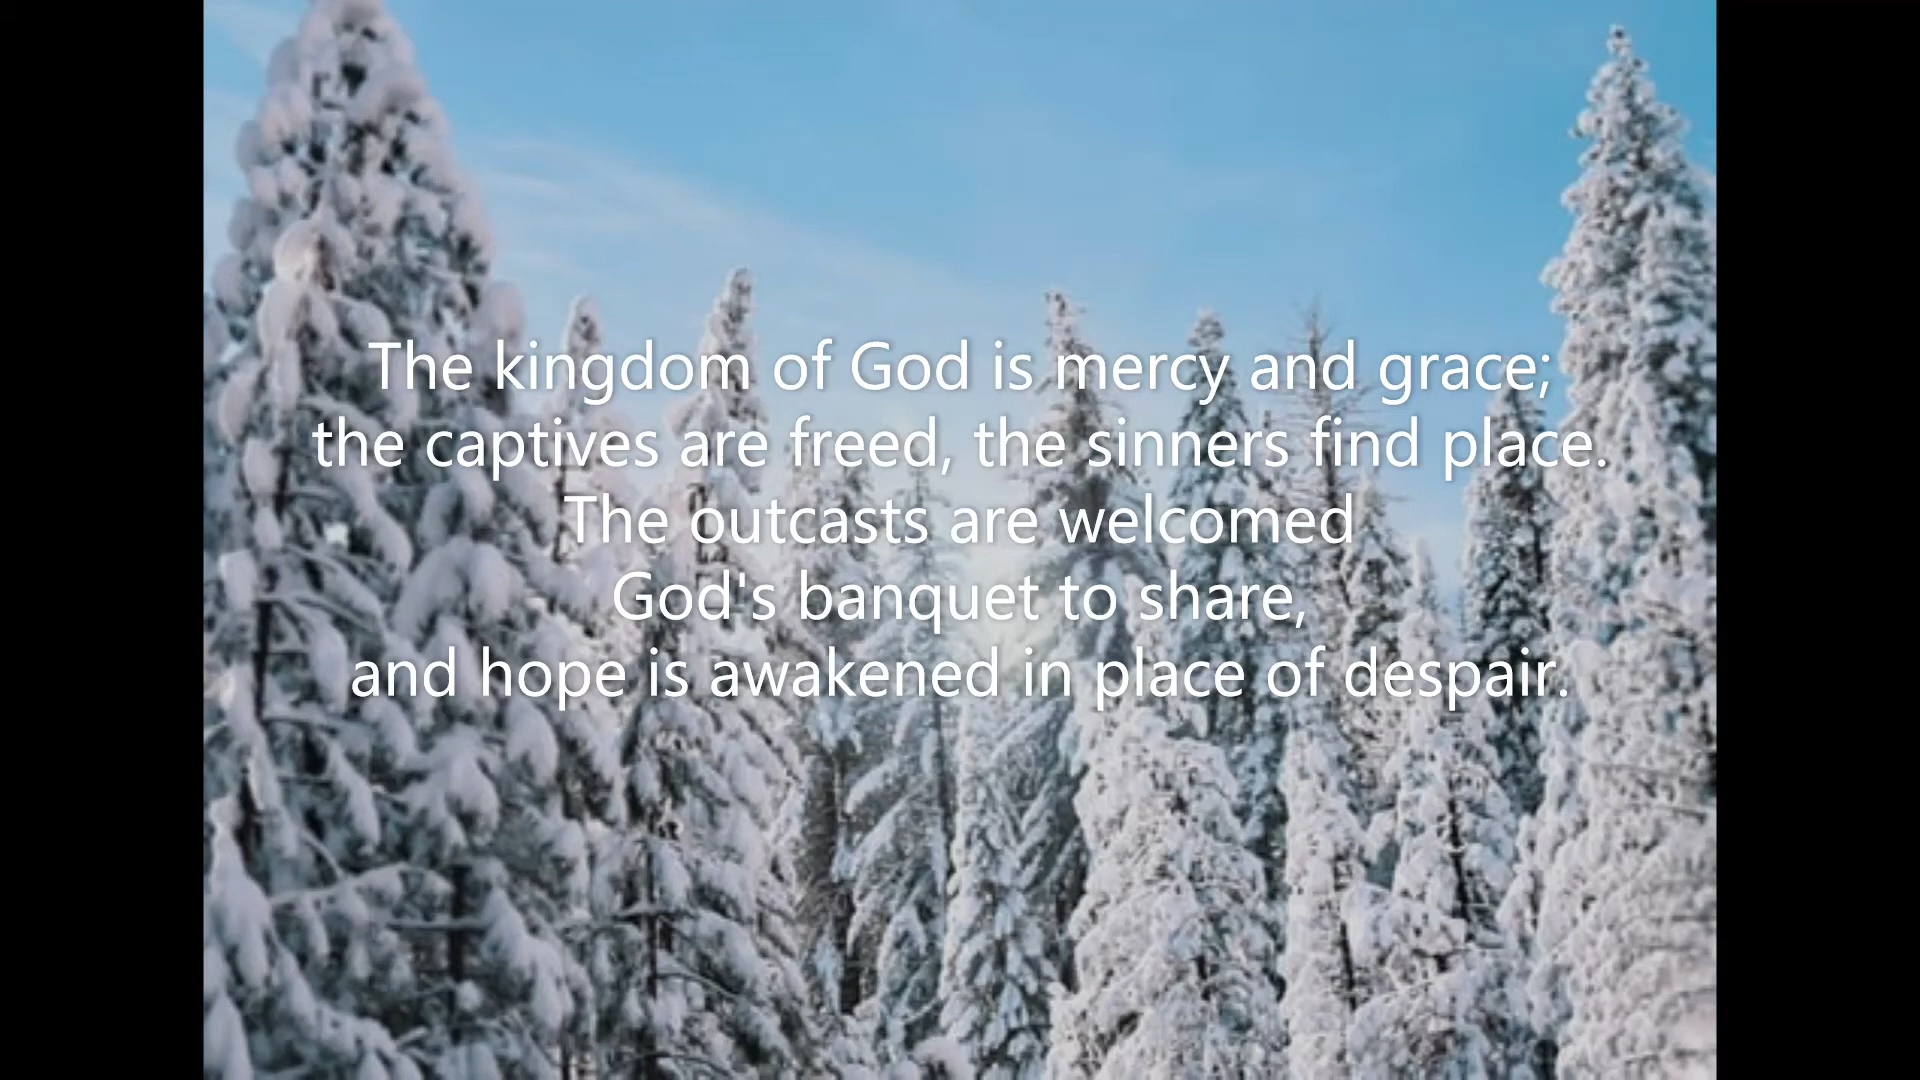 The kingdom of God is mercy and grace;
the captives are freed, the sinners find place.
The outcasts are welcomed
God's banquet to share,
and hope is awakened in place of despair.